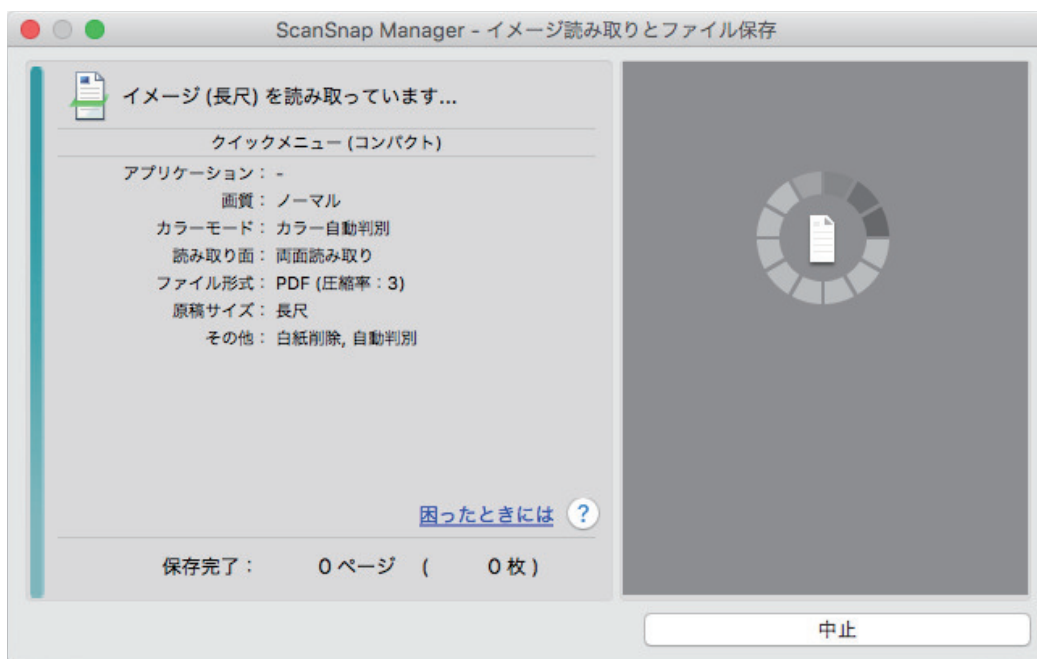 ScanSnap Manager - イメージ読み取りとファイル保存
イメージ (長尺) を読み取っています...
クイックメニュー (コンパクト)
アプリケーション： -
画質： ノーマル
カラーモード： カラー自動判別
読み取り面： 両面読み取り
ファイル形式： PDF (圧縮率：3)
原稿サイズ： 長尺
その他： 白紙削除, 自動判別
困ったときには ?
保存完了： 0 ページ ( 0 枚 )
中止